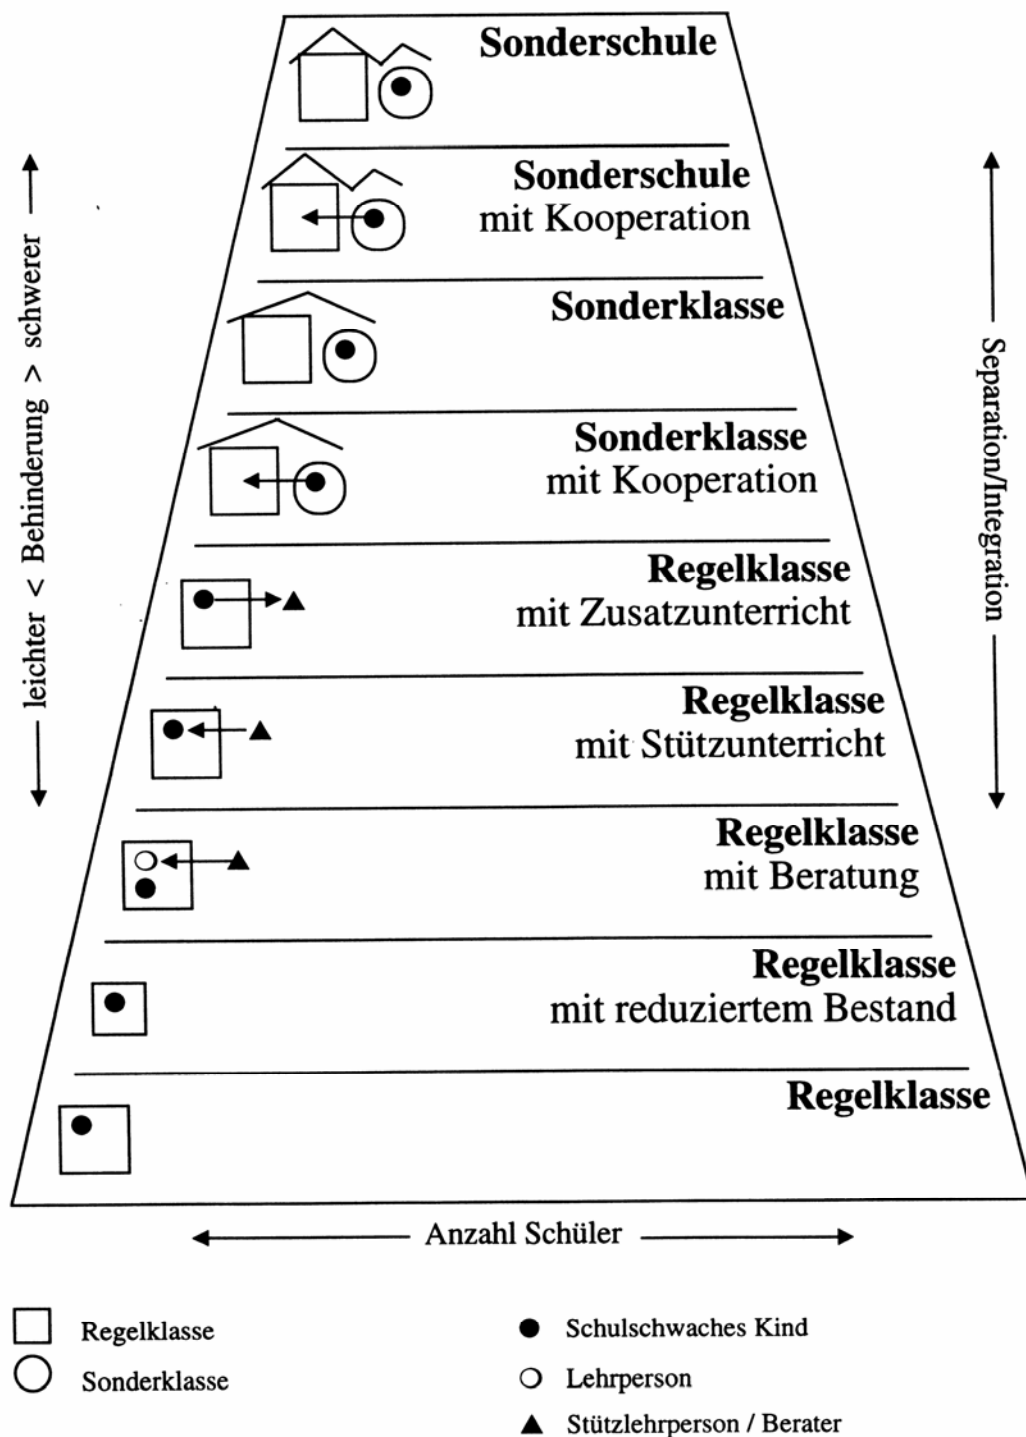 Sonderschule
Sonderschule
mit Kooperation
Sonderklasse
Sonderklasse
mit Kooperation
Regelklasse
mit Zusatzunterricht
Regelklasse
mit Stützunterricht
Regelklasse
mit Beratung
Regelklasse
mit reduziertem Bestand
Regelklasse
leichter < Behinderung > schwerer
Separation/Integration
Anzahl Schüler
Regelklasse
Sonderklasse
Schulschwaches Kind
Lehrperson
Stützlehrperson / Berater